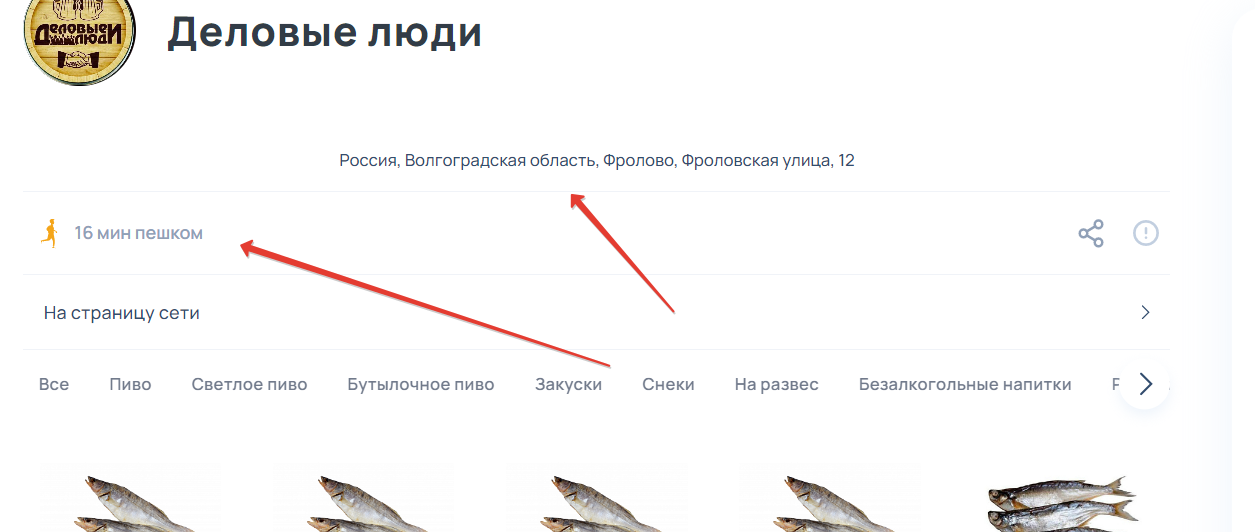 Деловые люди
Деловые люди
Россия, Волгоградская область, Фролово, Фроловская улица, 12
16 мин пешком
На страницу сети
Все Пиво Светлое пиво Бутылочное пиво Закуски Снеки На развес Безалкогольные напитки